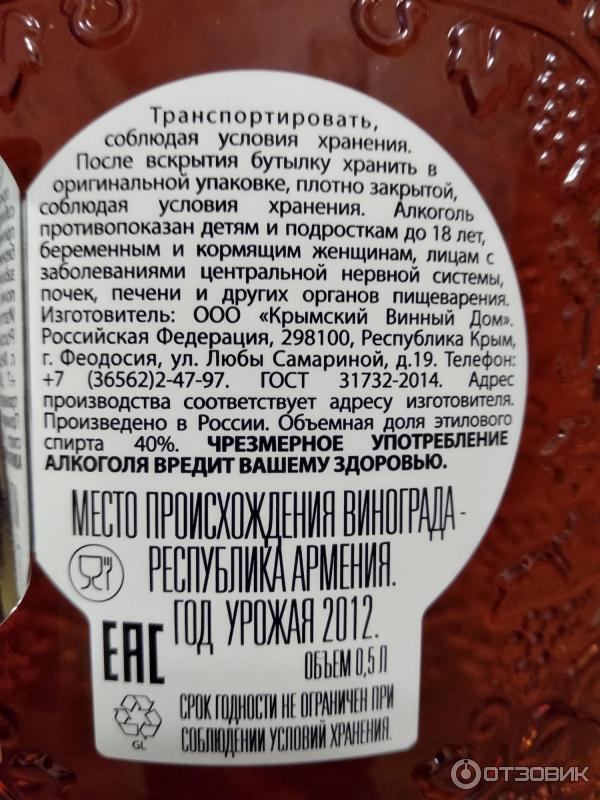 Транспортировать,
соблюдая условия хранения.
После вскрытия бутылку хранить в
оригинальной упаковке, плотно закрытой,
соблюдая условия хранения. Алкоголь
противопоказан детям и подросткам до 18 лет,
беременным и кормящим женщинам, лицам с
заболеваниями центральной нервной системы,
почек, печени и других органов пищеварения.
Изготовитель: ООО «Крымский Винный Дом».
Российская Федерация, 298100, Республика Крым,
г. Феодосия, ул. Любы Самариной, д.19. Телефон:
+7 (36562)2-47-97. ГОСТ 31732-2014. Адрес
производства соответствует адресу изготовителя.
Произведено в России. Объемная доля этилового
спирта 40%. ЧРЕЗМЕРНОЕ УПОТРЕБЛЕНИЕ
АЛКОГОЛЯ ВРЕДИТ ВАШЕМУ ЗДОРОВЬЮ.
МЕСТО ПРОИСХОЖДЕНИЯ ВИНОГРАДА -
РЕСПУБЛИКА АРМЕНИЯ.
ГОД УРОЖАЯ 2012.
ЕАС
ОБЪЕМ 0,5 Л
СРОК ГОДНОСТИ НЕ ОГРАНИЧЕН ПРИ
СОБЛЮДЕНИИ УСЛОВИЙ ХРАНЕНИЯ.
GL
ОТЗОВИК